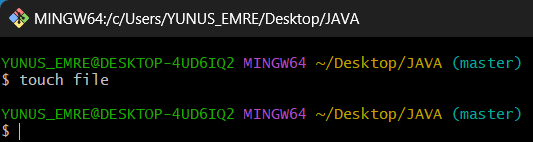 MINGW64:/c/Users/YUNUS_EMRE/Desktop/JAVA
YUNUS_EMRE@DESKTOP-4UD6IQ2 MINGW64 ~/Desktop/JAVA (master)
$ touch file
YUNUS_EMRE@DESKTOP-4UD6IQ2 MINGW64 ~/Desktop/JAVA (master)
$